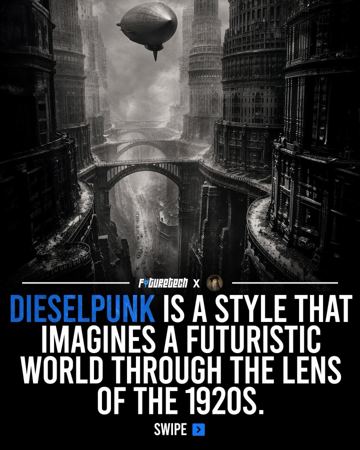 FUTURETECH X
DIESELPUNK IS A STYLE THAT
IMAGINES A FUTURISTIC
WORLD THROUGH THE LENS
OF THE 1920S.
SWIPE